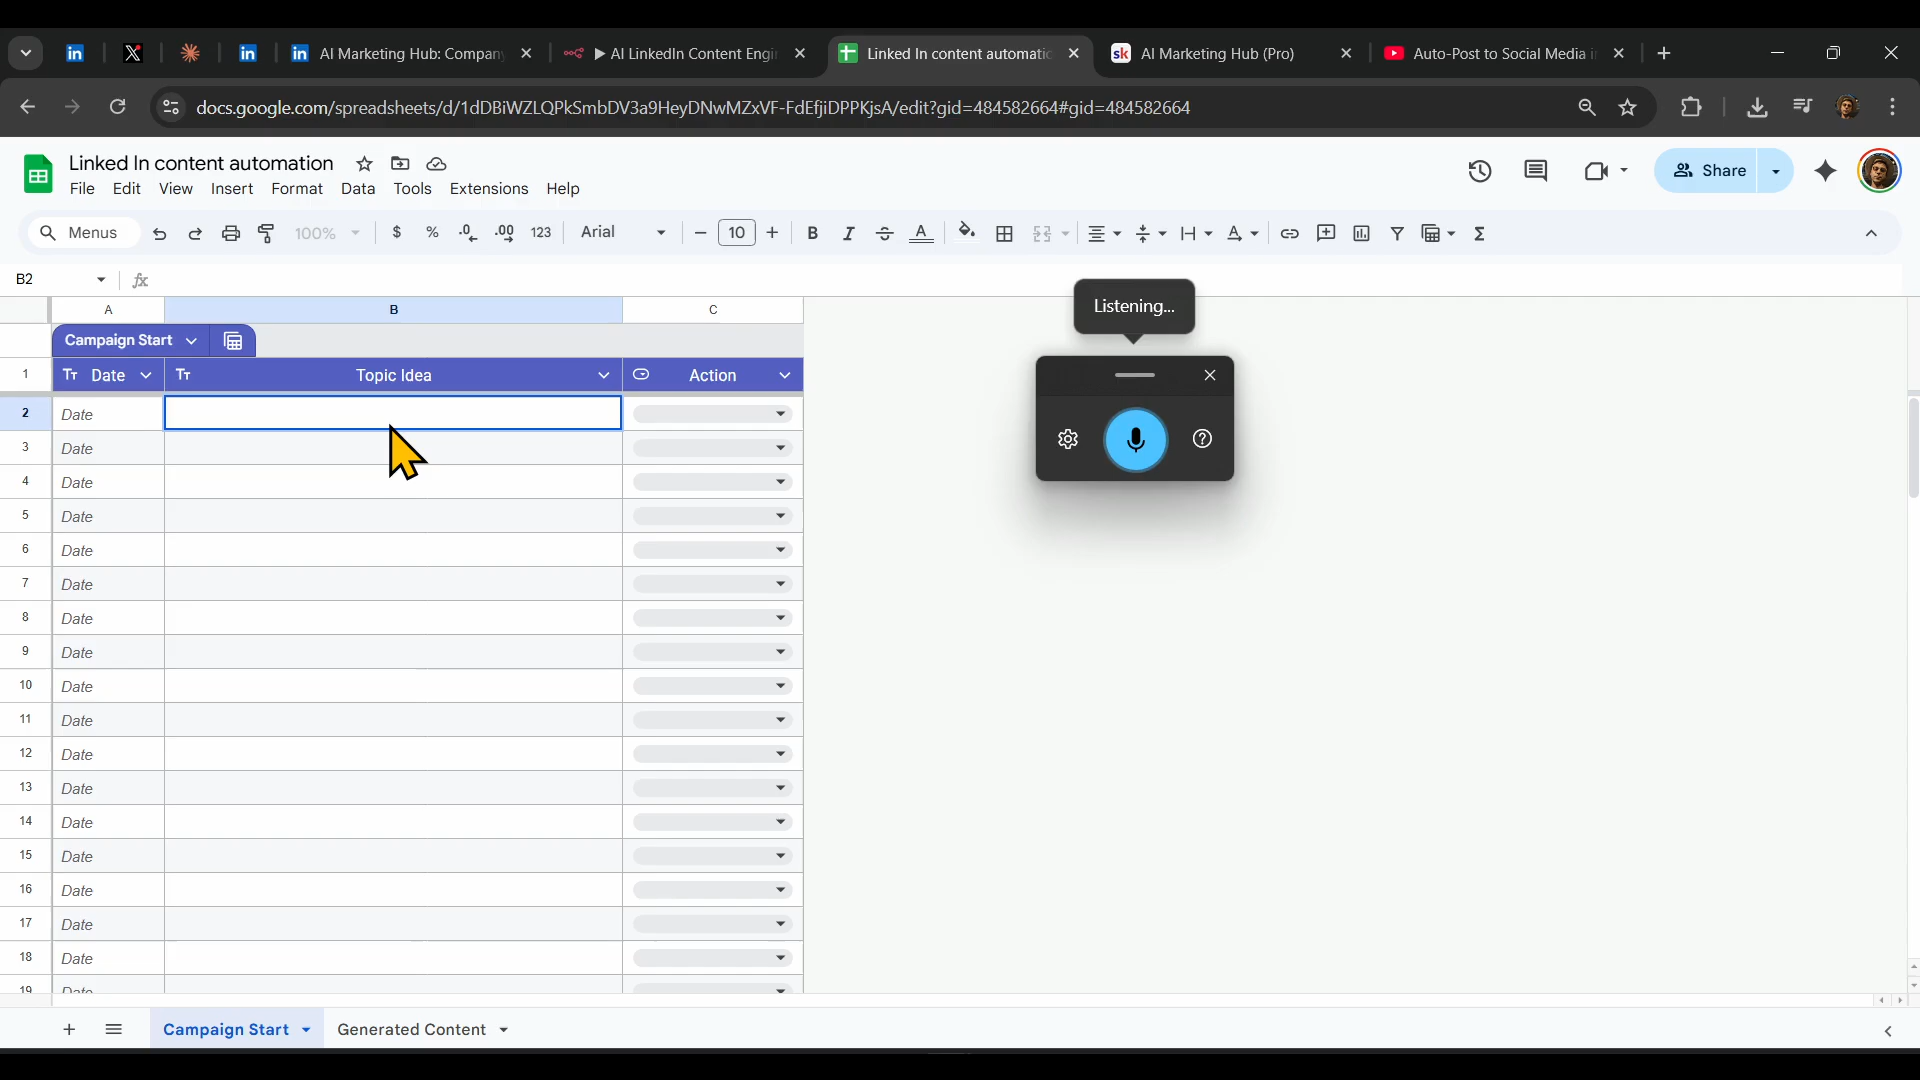 AI Marketing Hub: Company
▶ AI LinkedIn Content Engi
Linked In content automatic
AI Marketing Hub (Pro)
Auto-Post to Social Media i
docs.google.com/spreadsheets/d/1dDBiWZLQPkSmbDV3a9HeyDNwMZxVF-FdEfjiDPPKjsA/edit?gid=484582664#gid=484582664
Linked In content automation
File Edit View Insert Format Data Tools Extensions Help
Share
Menus 100% $ % .0 .00 123 Arial 10 B I S A
B2 fx
Listening...
A B C
Campaign Start
1 Date Topic Idea Action
2 Date
3 Date
4 Date
5 Date
6 Date
7 Date
8 Date
9 Date
10 Date
11 Date
12 Date
13 Date
14 Date
15 Date
16 Date
17 Date
18 Date
19 Date
Campaign Start Generated Content